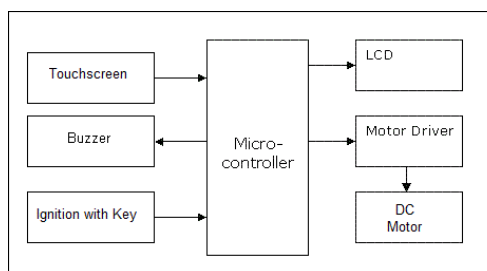 Touchscreen
Buzzer
Ignition with Key
Micro-
controller
LCD
Motor Driver
DC
Motor